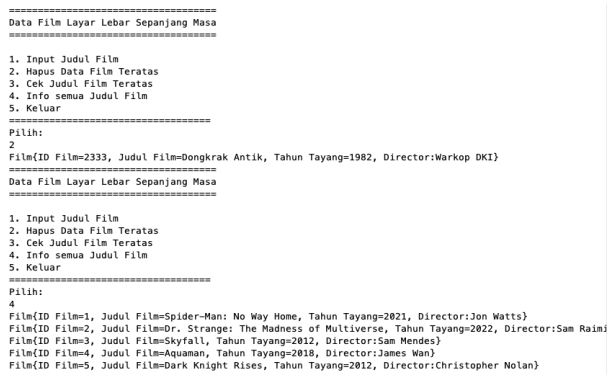 =====================================
Data Film Layar Lebar Sepanjang Masa
=====================================
1. Input Judul Film
2. Hapus Data Film Teratas
3. Cek Judul Film Teratas
4. Info semua Judul Film
5. Keluar
====================================
Pilih:
2
Film{ID Film=2333, Judul Film=Dongkrak Antik, Tahun Tayang=1982, Director:Warkop DKI}
=====================================
Data Film Layar Lebar Sepanjang Masa
=====================================
1. Input Judul Film
2. Hapus Data Film Teratas
3. Cek Judul Film Teratas
4. Info semua Judul Film
5. Keluar
====================================
Pilih:
4
Film{ID Film=1, Judul Film=Spider-Man: No Way Home, Tahun Tayang=2021, Director:Jon Watts}
Film{ID Film=2, Judul Film=Dr. Strange: The Madness of Multiverse, Tahun Tayang=2022, Director:Sam Raimi
Film{ID Film=3, Judul Film=Skyfall, Tahun Tayang=2012, Director:Sam Mendes}
Film{ID Film=4, Judul Film=Aquaman, Tahun Tayang=2018, Director:James Wan}
Film{ID Film=5, Judul Film=Dark Knight Rises, Tahun Tayang=2012, Director:Christopher Nolan}